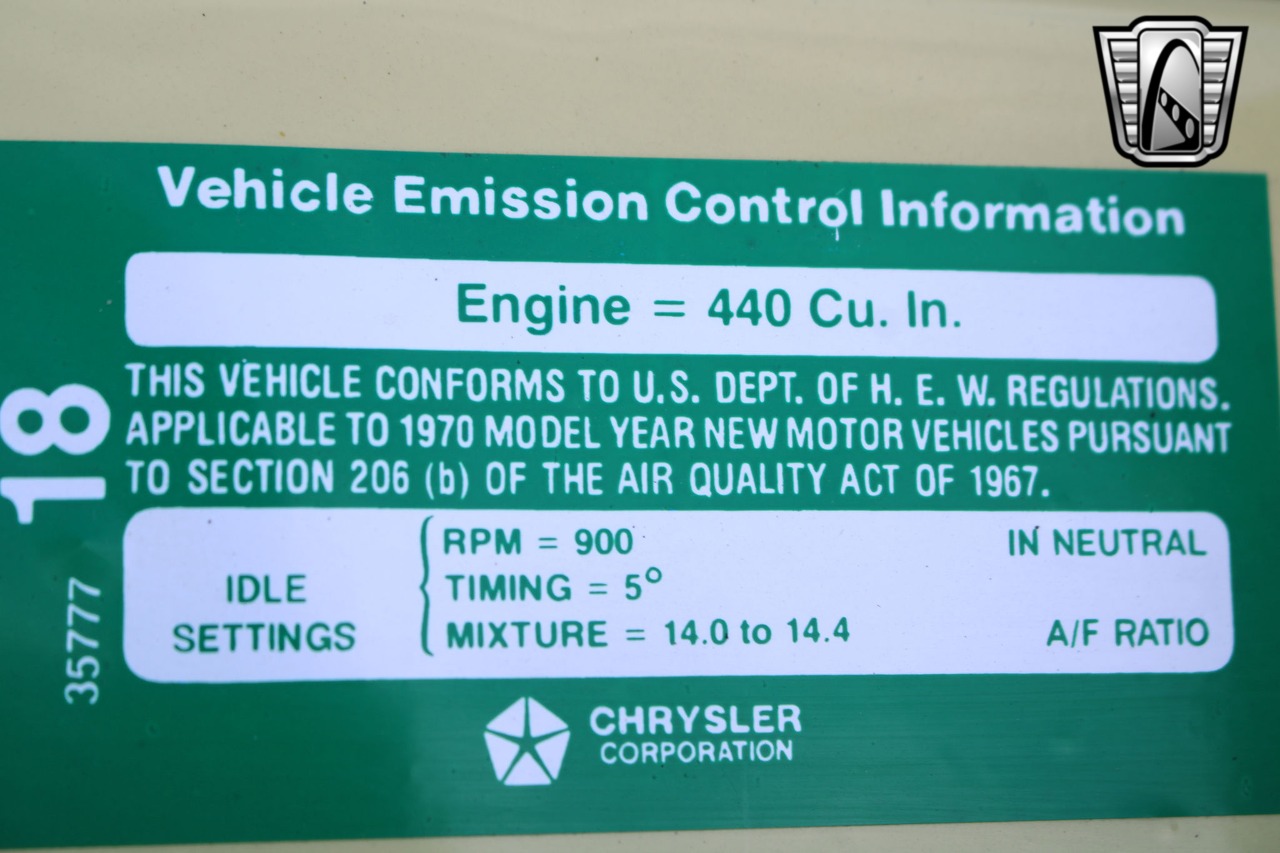 Vehicle Emission Control Information
Engine = 440 Cu. In.
THIS VEHICLE CONFORMS TO U.S. DEPT. OF H. E. W. REGULATIONS.
APPLICABLE TO 1970 MODEL YEAR NEW MOTOR VEHICLES PURSUANT
TO SECTION 206 (b) OF THE AIR QUALITY ACT OF 1967.
18
35777
IDLE
SETTINGS
RPM = 900 IN NEUTRAL
TIMING = 5°
MIXTURE = 14.0 to 14.4 A/F RATIO
CHRYSLER
CORPORATION